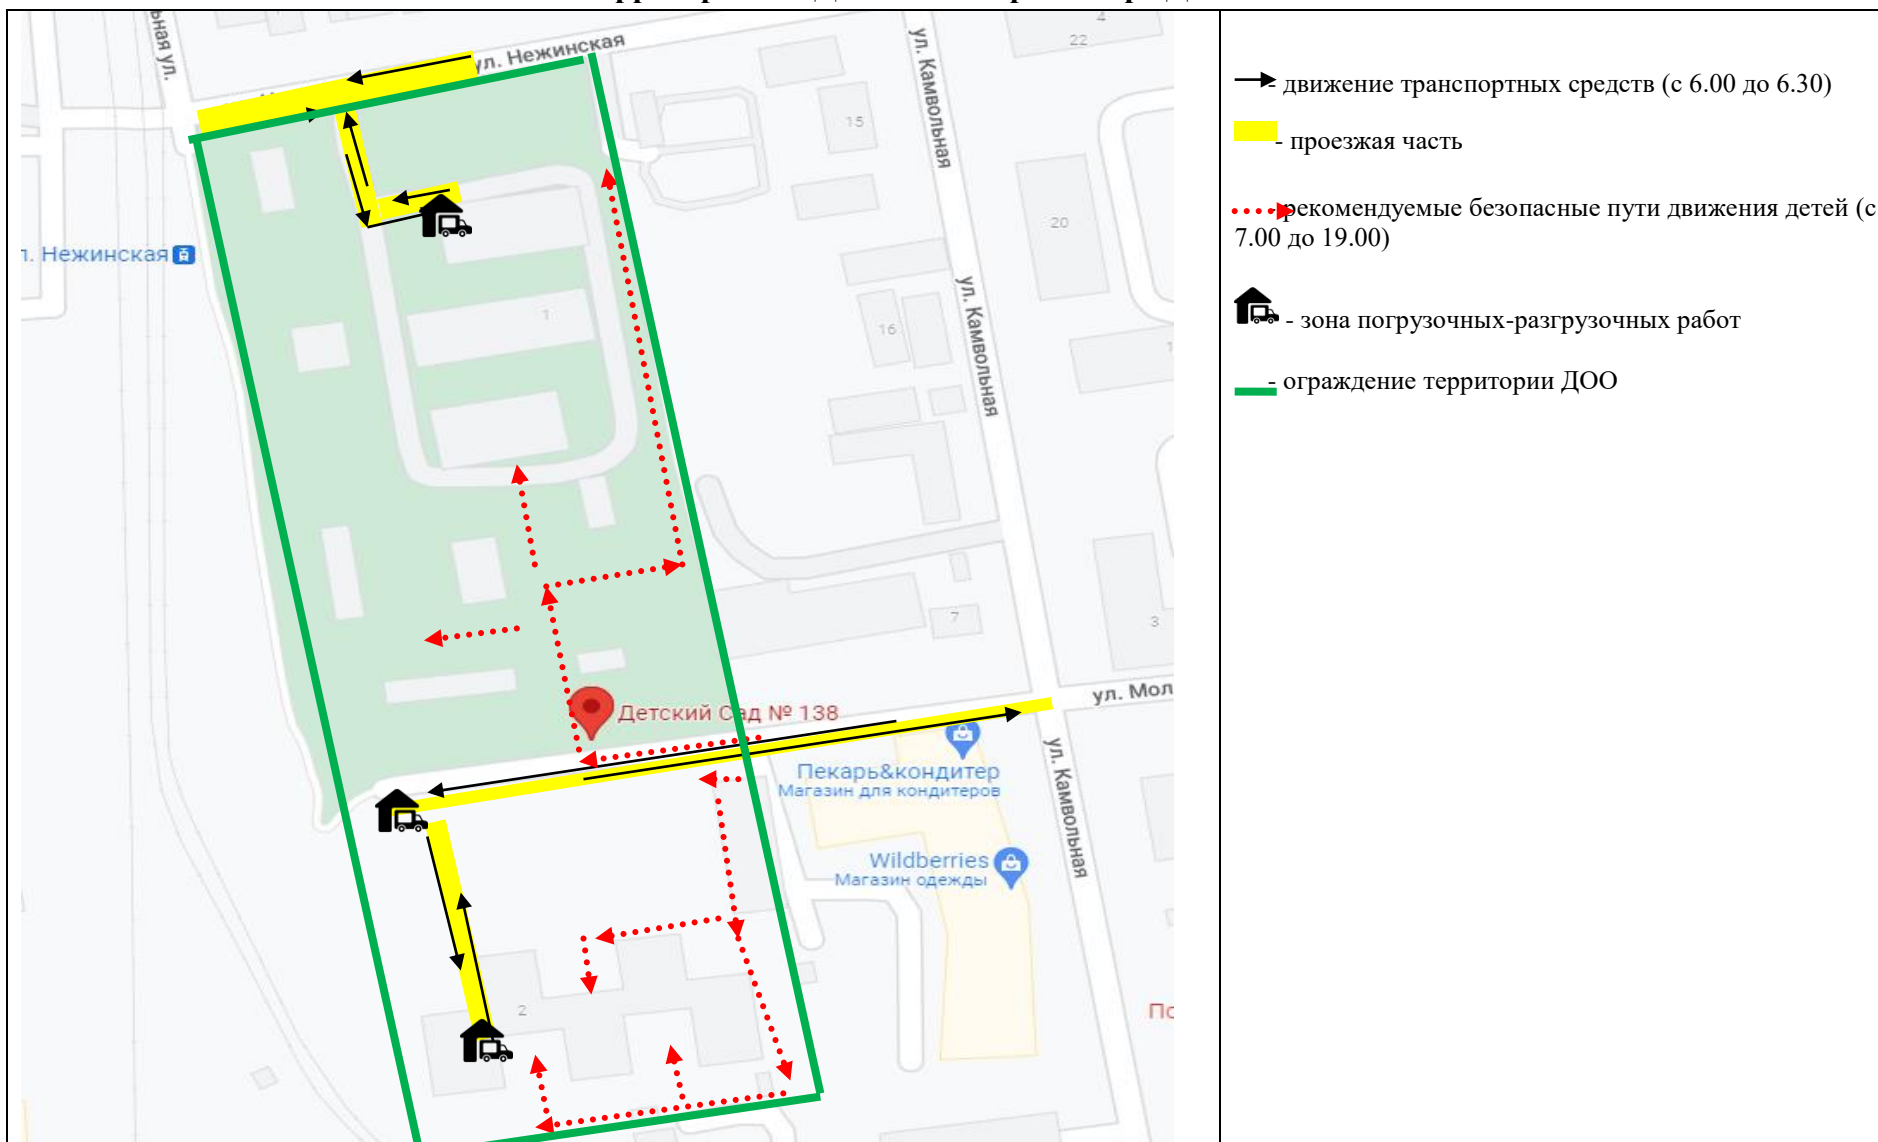 ьная ул.
ул. Нежинская
ул. Камвольная
4
22
15
20
л. Нежинская
ул. Камвольная
16
1
7
3
ул. Мол
Детский Сад № 138
Пекарь&кондитер
Магазин для кондитеров
ул. Камвольная
Wildberries
Магазин одежды
2
По
- движение транспортных средств (с 6.00 до 6.30)
- проезжая часть
рекомендуемые безопасные пути движения детей (с
7.00 до 19.00)
- зона погрузочных-разгрузочных работ
- ограждение территории ДОО